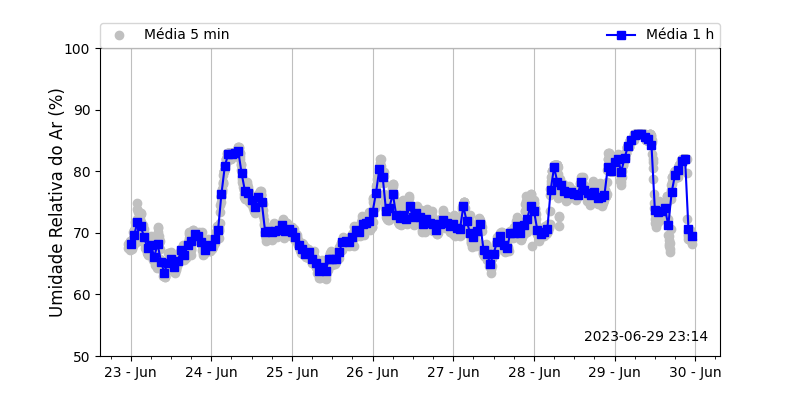 Média 5 min
Média 1 h
100
90
80
70
60
50
Umidade Relativa do Ar (%)
2023-06-29 23:14
23 - Jun
24 - Jun
25 - Jun
26 - Jun
27 - Jun
28 - Jun
29 - Jun
30 - Jun